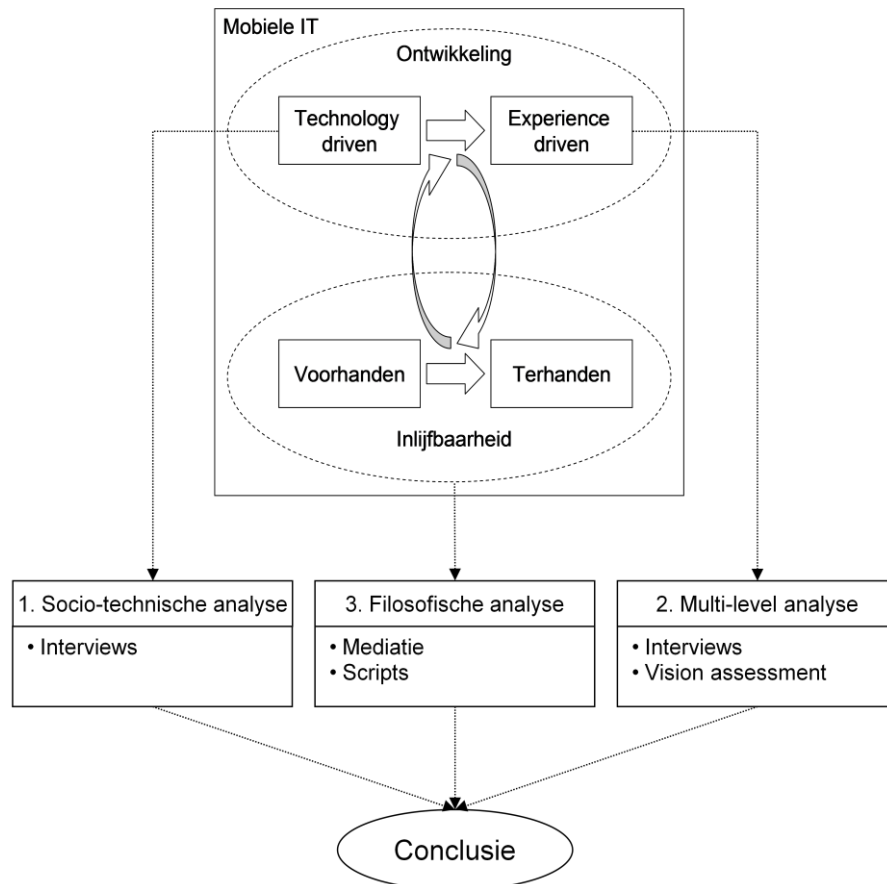 Mobiele IT
Ontwikkeling
Technology
driven
Experience
driven
Voorhanden
Terhanden
Inlijfbaarheid
1. Socio-technische analyse
• Interviews
3. Filosofische analyse
• Mediatie
• Scripts
2. Multi-level analyse
• Interviews
• Vision assessment
Conclusie